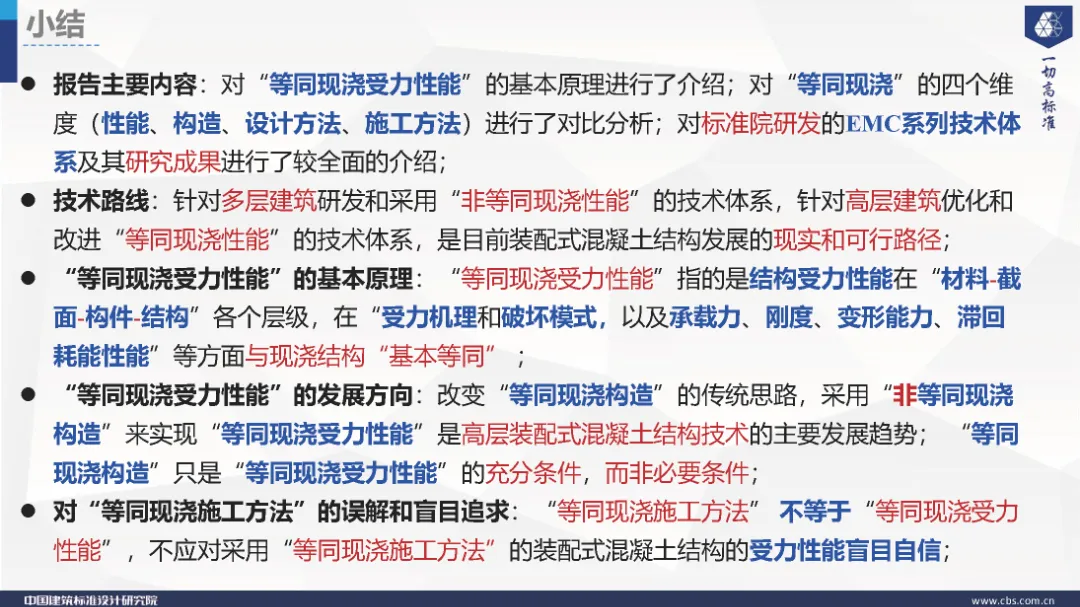 小结
一切高标准
● 报告主要内容：对“等同现浇受力性能”的基本原理进行了介绍；对“等同现浇”的四个维
度（性能、构造、设计方法、施工方法）进行了对比分析；对标准院研发的EMC系列技术体
系及其研究成果进行了较全面的介绍；
● 技术路线：针对多层建筑研发和采用“非等同现浇性能”的技术体系，针对高层建筑优化和
改进“等同现浇性能”的技术体系，是目前装配式混凝土结构发展的现实和可行路径；
● “等同现浇受力性能”的基本原理：“等同现浇受力性能”指的是结构受力性能在“材料-截
面-构件-结构”各个层级，在“受力机理和破坏模式，以及承载力、刚度、变形能力、滞回
耗能性能”等方面与现浇结构“基本等同”；
● “等同现浇受力性能”的发展方向：改变“等同现浇构造”的传统思路，采用“非等同现浇
构造”来实现“等同现浇受力性能”是高层装配式混凝土结构技术的主要发展趋势；“等同
现浇构造”只是“等同现浇受力性能”的充分条件，而非必要条件；
● 对“等同现浇施工方法”的误解和盲目追求：“等同现浇施工方法”不等于“等同现浇受力
性能”，不应对采用“等同现浇施工方法”的装配式混凝土结构的受力性能盲目自信；
中国建筑标准设计研究院
www.cbs.com.cn